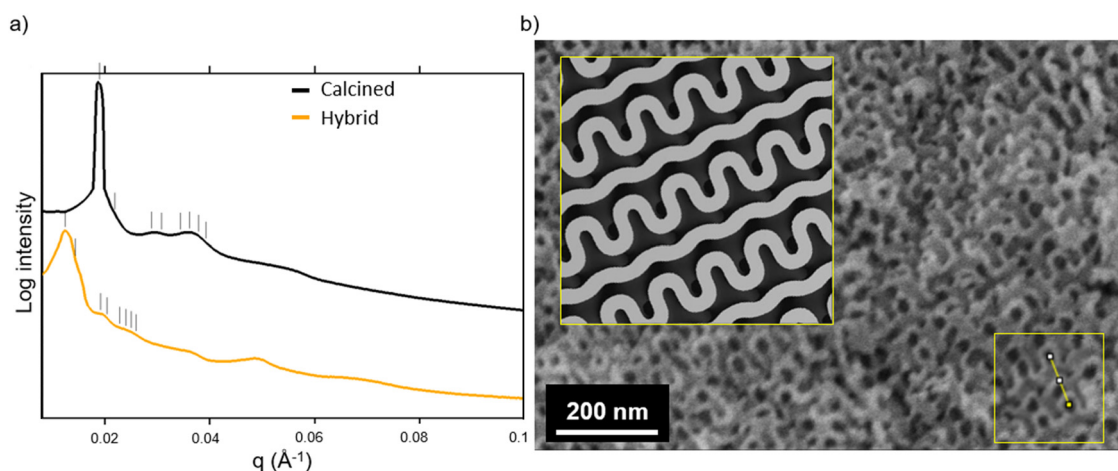 a)
b)
Calcined
Hybrid
Log intensity
0.02
0.04
0.06
0.08
0.1
q (Å⁻¹)
200 nm